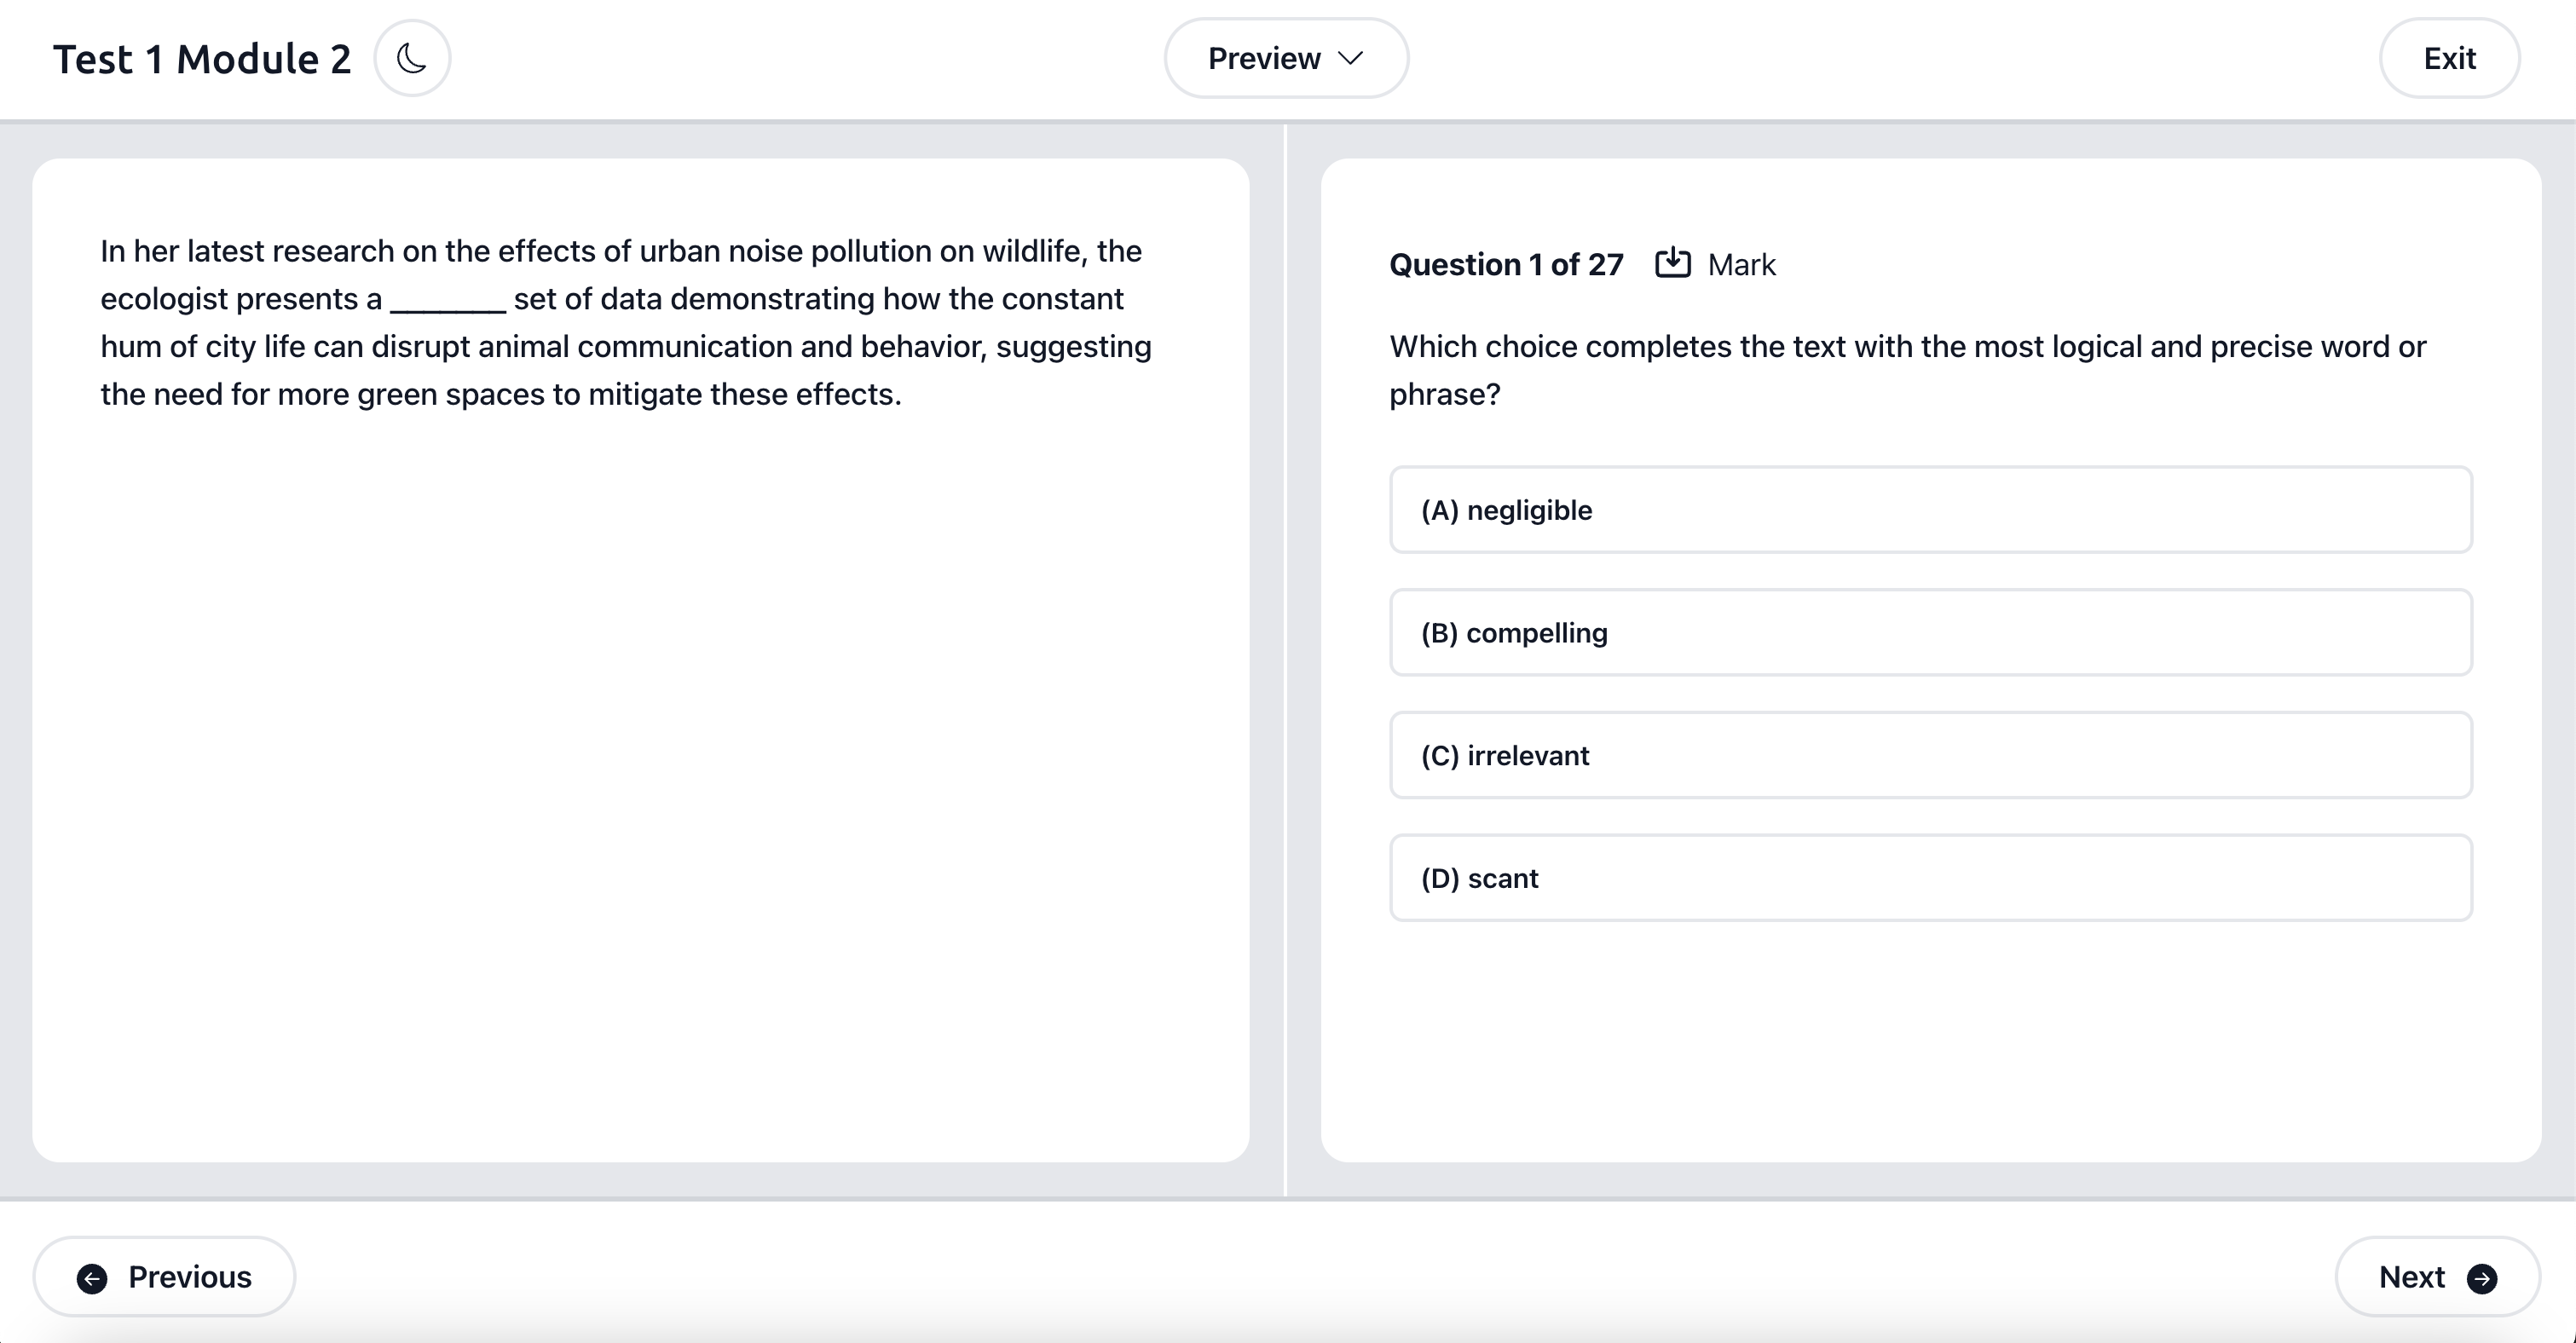 Test 1 Module 2
Preview
Exit
In her latest research on the effects of urban noise pollution on wildlife, the
ecologist presents a _______ set of data demonstrating how the constant
hum of city life can disrupt animal communication and behavior, suggesting
the need for more green spaces to mitigate these effects.
Question 1 of 27 Mark
Which choice completes the text with the most logical and precise word or
phrase?
(A) negligible
(B) compelling
(C) irrelevant
(D) scant
Previous
Next